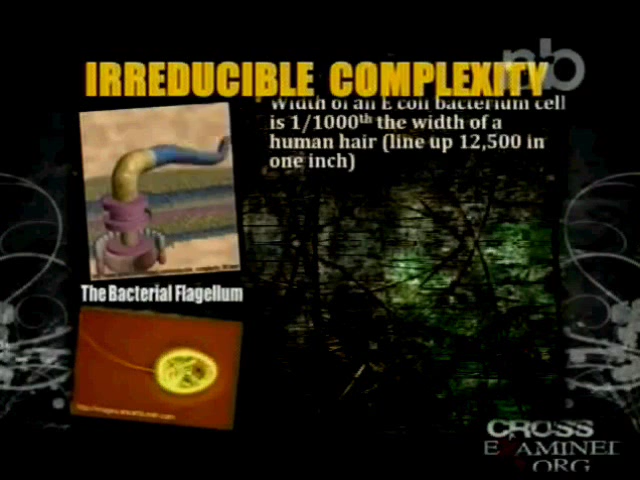 IRREDUCIBLE COMPLEXITY
nb
Width of an E coli bacterium cell
is 1/1000th the width of a
human hair (line up 12,500 in
one inch)
The Bacterial Flagellum
CROSS
EXAMINED
ORG